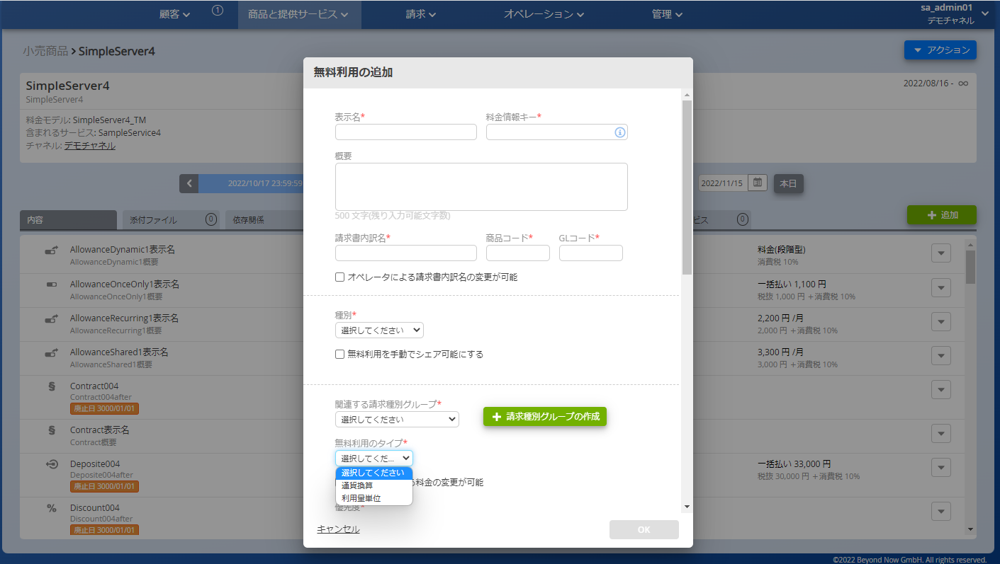 顧客
1
商品と提供サービス
請求
オペレーション
管理
sa_admin01
デモチャネル
小売商品 > SimpleServer4
アクション
SimpleServer4
SimpleServer4
2022/08/16 - ∞
料金モデル: SimpleServer4_TM
含まれるサービス: SampleService4
チャネル: デモチャネル
2022/10/17 23:59:59
2022/11/15
本日
内容
添付ファイル
0
依存関係
ビス
0
追加
AllowanceDynamic1表示名
AllowanceDynamic1概要
料金(段階型)
消費税 10%
AllowanceOnceOnly1表示名
AllowanceOnceOnly1概要
一括払い 1,100 円
税抜 1,000 円 ＋消費税 10%
AllowanceRecurring1表示名
AllowanceRecurring1概要
2,200 円 /月
2,000 円 ＋消費税 10%
AllowanceShared1表示名
AllowanceShared1概要
3,300 円 /月
3,000 円 ＋消費税 10%
Contract004
Contract004after
廃止日 3000/01/01
Contract表示名
Contract概要
Deposite004
Deposite004after
廃止日 3000/01/01
一括払い 33,000 円
税抜 30,000 円 ＋消費税 10%
Discount004
Discount004after
廃止日 3000/01/01
無料利用の追加
表示名*
料金情報キー*
概要
500 文字(残り入力可能文字数)
請求書内訳名*
商品コード*
GLコード*
オペレータによる請求書内訳名の変更が可能
種別*
選択してください
無料利用を手動でシェア可能にする
関連する請求種別グループ*
選択してください
請求種別グループの作成
無料利用のタイプ*
選択してくだ...
選択してください
通貨換算
利用量単位
料金の変更が可能
優先度*
キャンセル
OK
©2022 Beyond Now GmbH. All rights reserved.